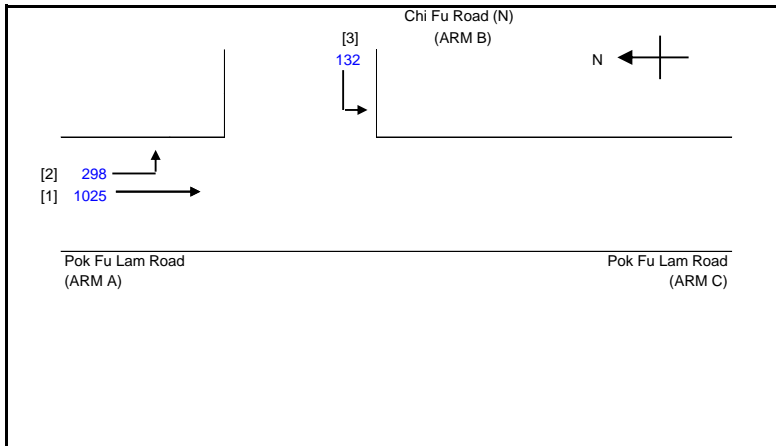 Chi Fu Road (N)
[3] (ARM B)
132
N
[2] 298
[1] 1025
Pok Fu Lam Road
(ARM A)
Pok Fu Lam Road
(ARM C)